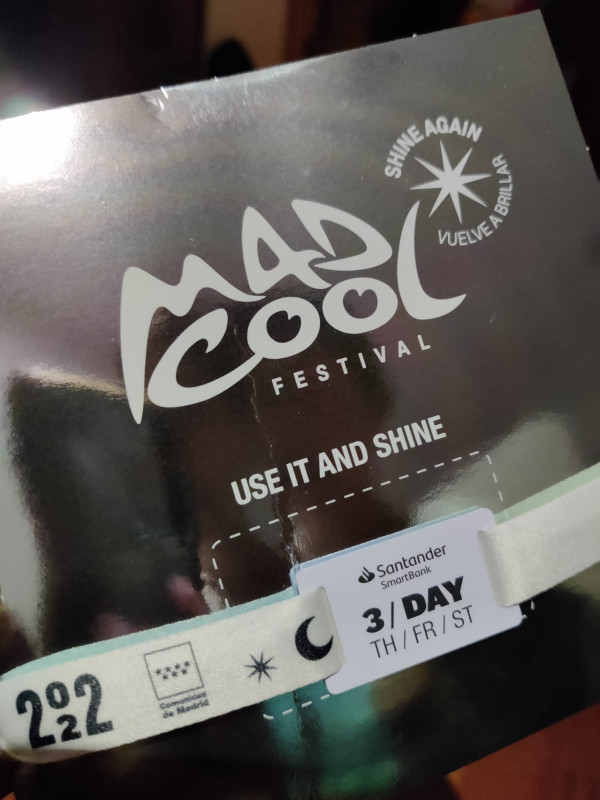 SHINE AGAIN
VUELVE A BRILLAR
MAD
COOL
FESTIVAL
USE IT AND SHINE
Santander
SmartBank
3/DAY
TH/FR/ST
2022
Comunidad
de Madrid